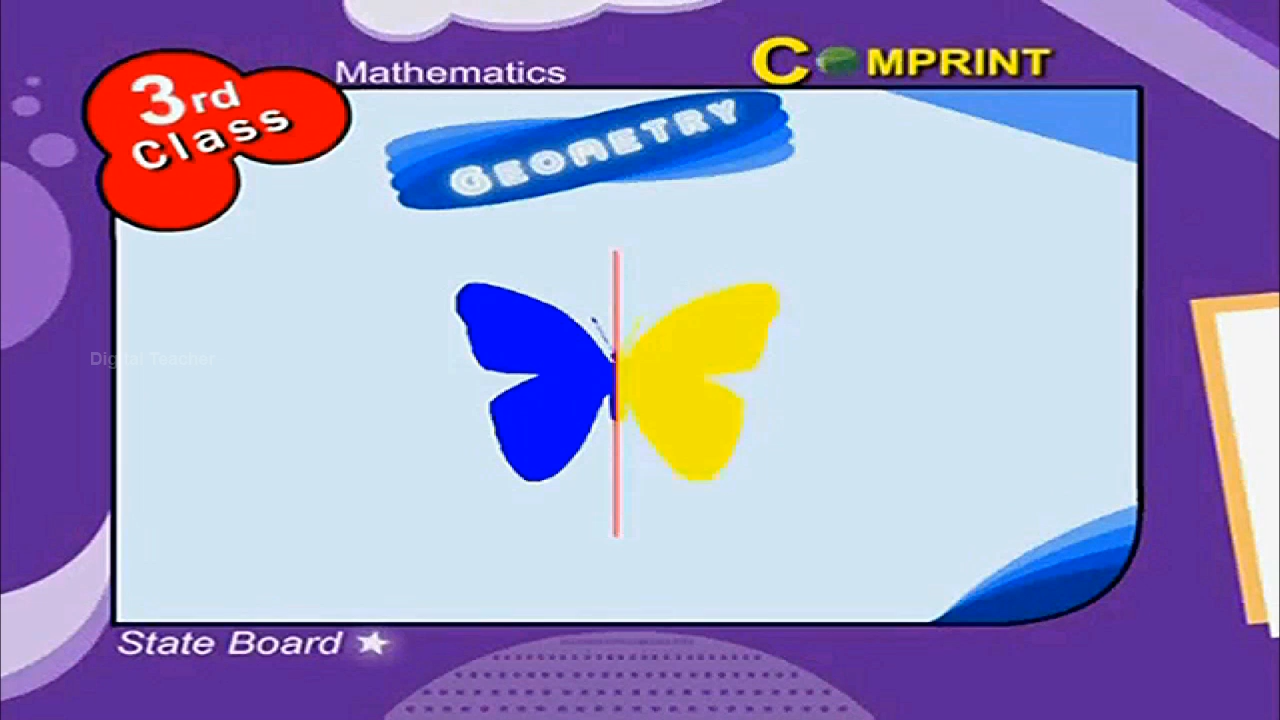 Mathematics
COMPRINT
3rd
Class
GEOMETRY
Digital Teacher
State Board